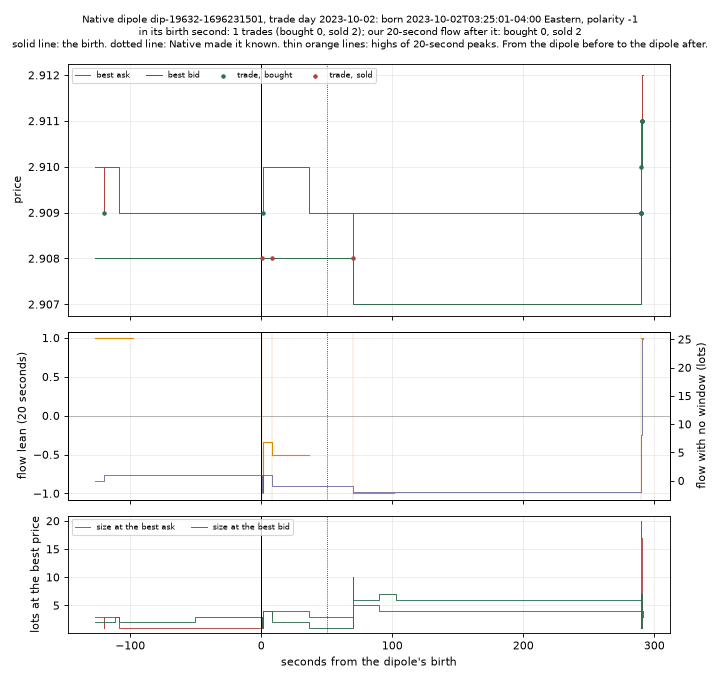 Native dipole dip-19632-1696231501, trade day 2023-10-02: born 2023-10-02T03:25:01-04:00 Eastern, polarity -1
in its birth second: 1 trades (bought 0, sold 2); our 20-second flow after it: bought 0, sold 2
solid line: the birth. dotted line: Native made it known. thin orange lines: highs of 20-second peaks. From the dipole before to the dipole after.
best ask best bid trade, bought trade, sold
2.912
2.911
2.910
2.909
2.908
2.907
price
1.0
0.5
0.0
−0.5
−1.0
flow lean (20 seconds)
25
20
15
10
5
0
flow with no window (lots)
size at the best ask size at the best bid
20
15
10
5
lots at the best price
−100 0 100 200 300
seconds from the dipole's birth